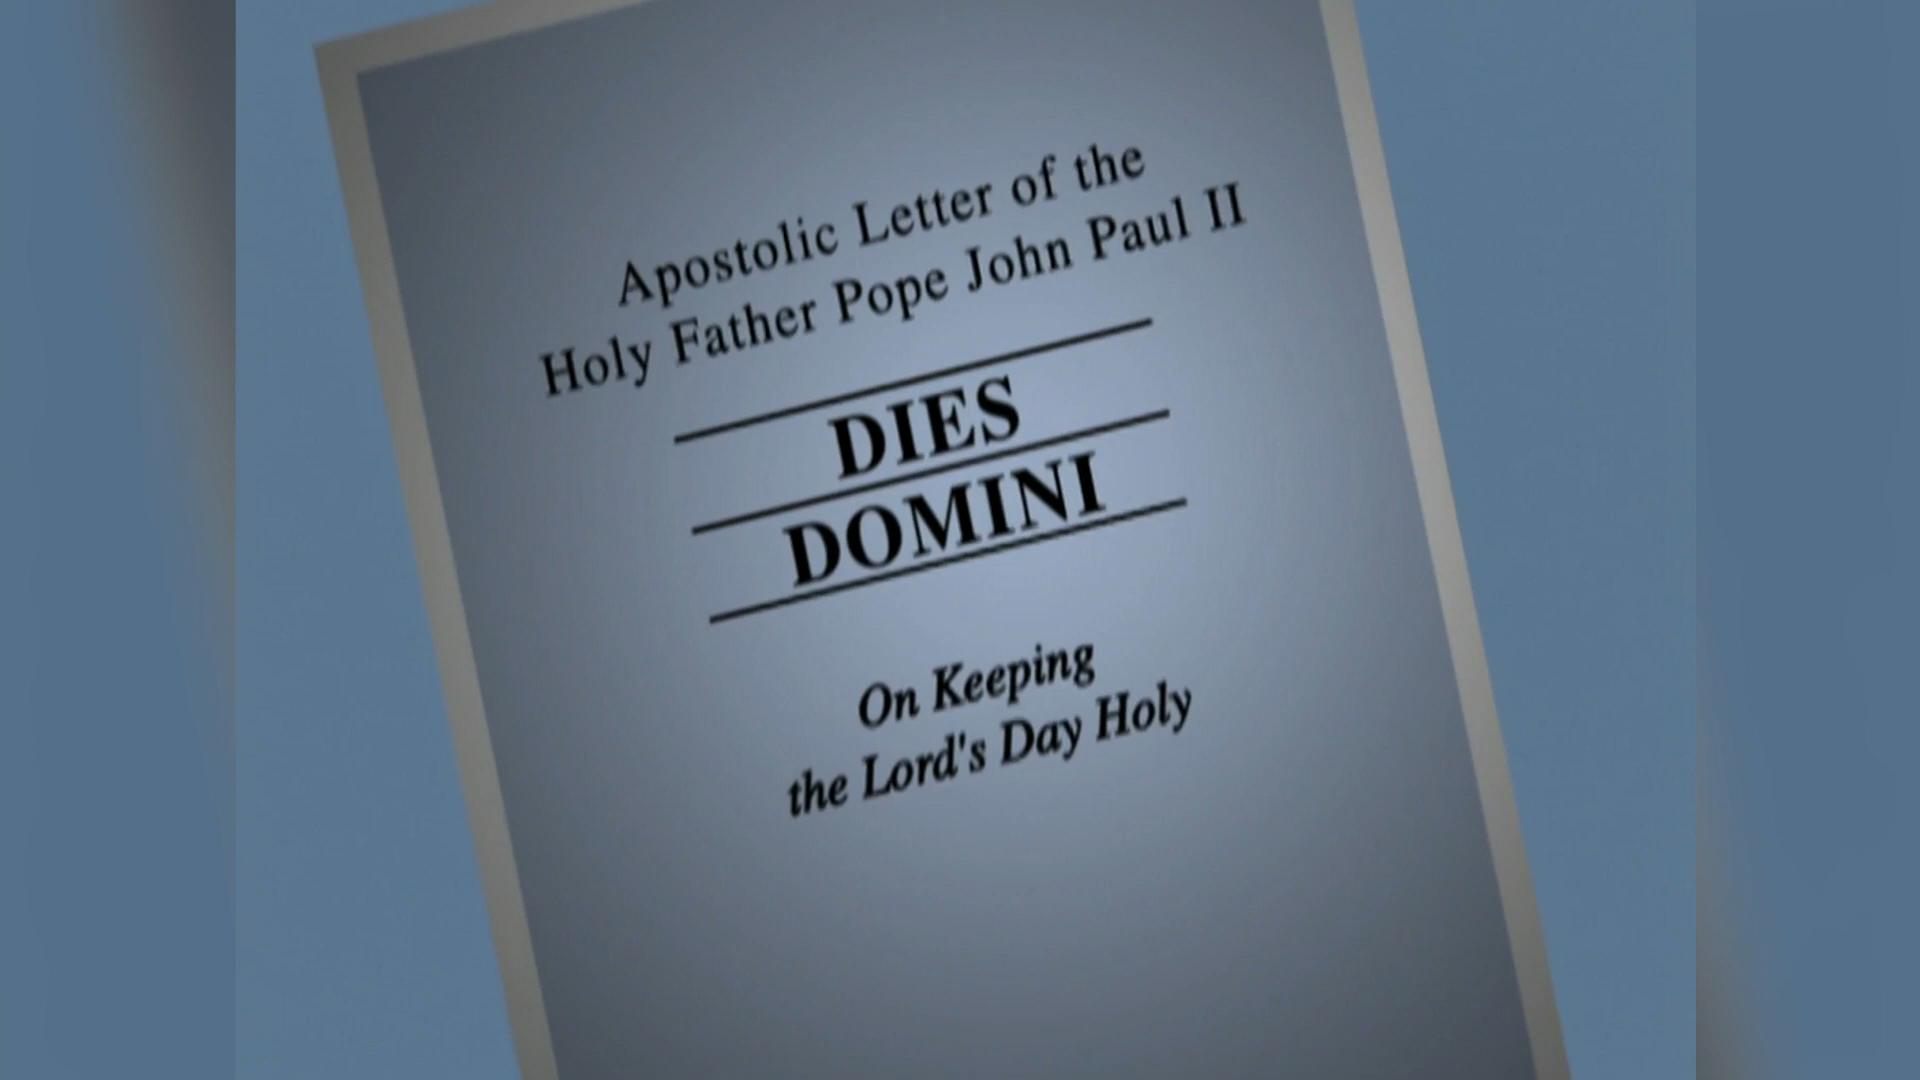 Apostolic Letter of the
Holy Father Pope John Paul II
DIES
DOMINI
On Keeping
the Lord's Day Holy